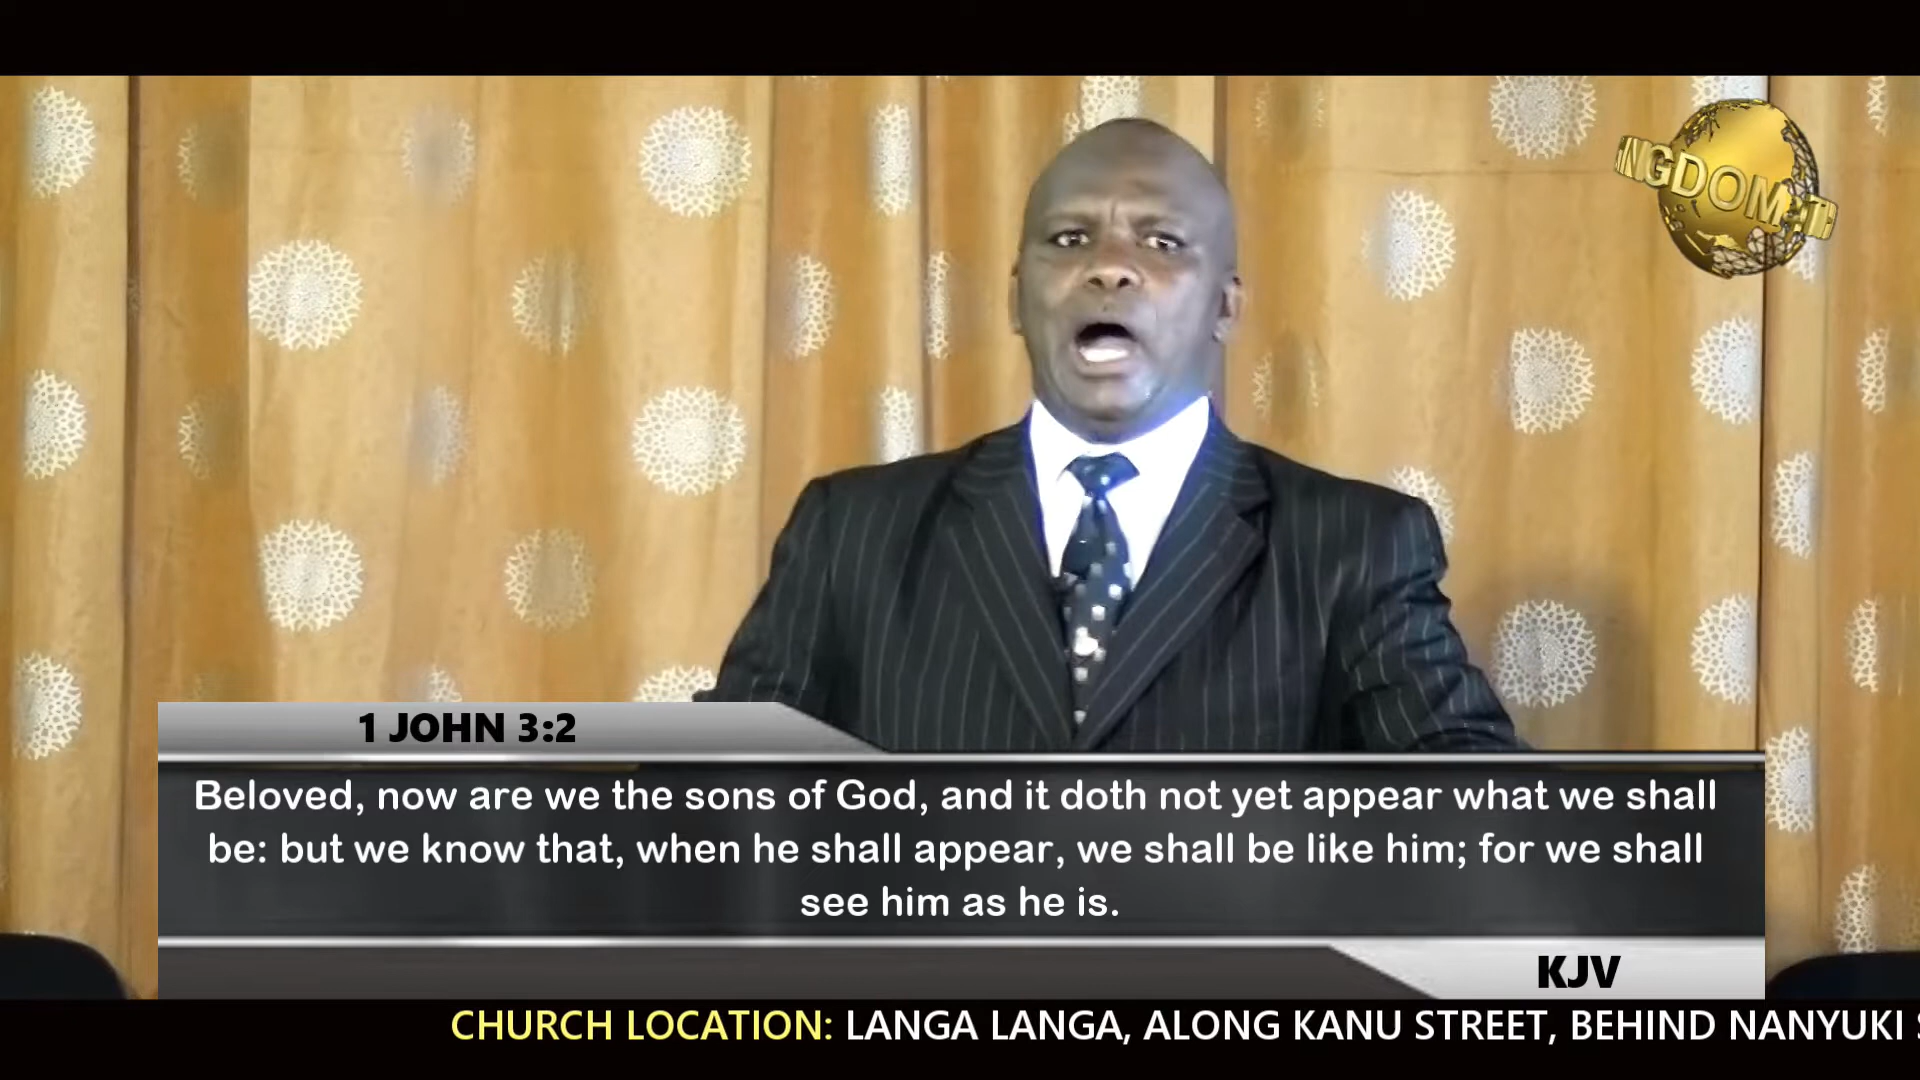 KINGDOM
1 JOHN 3:2
Beloved, now are we the sons of God, and it doth not yet appear what we shall
be: but we know that, when he shall appear, we shall be like him; for we shall
see him as he is.
KJV
CHURCH LOCATION: LANGA LANGA, ALONG KANU STREET, BEHIND NANYUKI